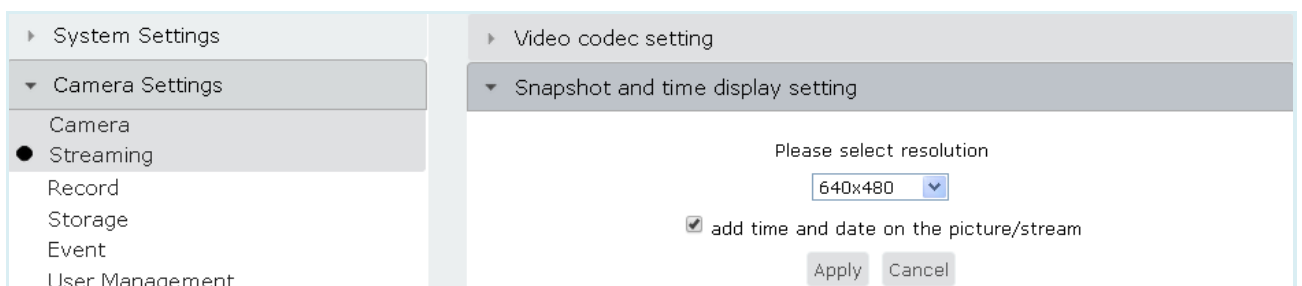 System Settings
Camera Settings
Camera
Streaming
Record
Storage
Event
User Management
Video codec setting
Snapshot and time display setting
Please select resolution
640x480
add time and date on the picture/stream
Apply Cancel